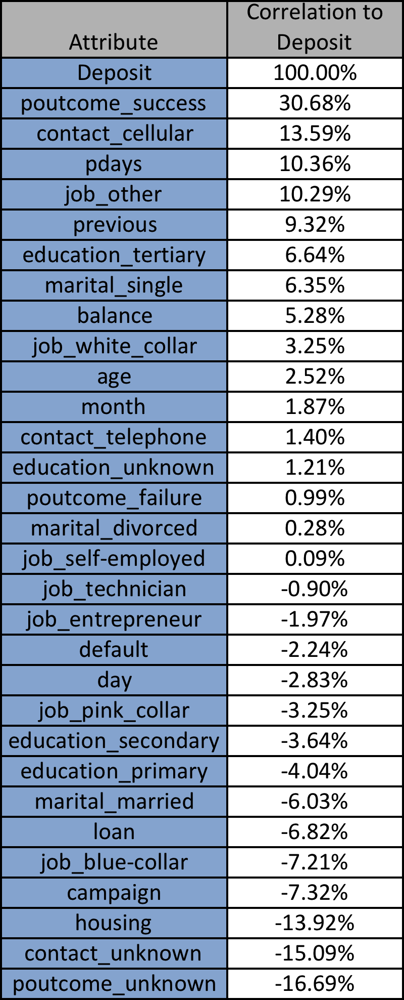 Attribute Correlation to Deposit
Deposit 100.00%
poutcome_success 30.68%
contact_cellular 13.59%
pdays 10.36%
job_other 10.29%
previous 9.32%
education_tertiary 6.64%
marital_single 6.35%
balance 5.28%
job_white_collar 3.25%
age 2.52%
month 1.87%
contact_telephone 1.40%
education_unknown 1.21%
poutcome_failure 0.99%
marital_divorced 0.28%
job_self-employed 0.09%
job_technician -0.90%
job_entrepreneur -1.97%
default -2.24%
day -2.83%
job_pink_collar -3.25%
education_secondary -3.64%
education_primary -4.04%
marital_married -6.03%
loan -6.82%
job_blue-collar -7.21%
campaign -7.32%
housing -13.92%
contact_unknown -15.09%
poutcome_unknown -16.69%